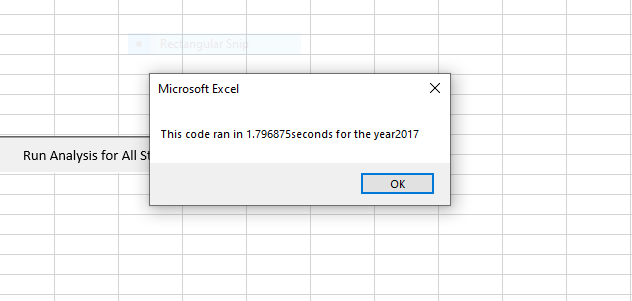 Rectangular Snip
Microsoft Excel
This code ran in 1.796875seconds for the year2017
Run Analysis for All St
OK